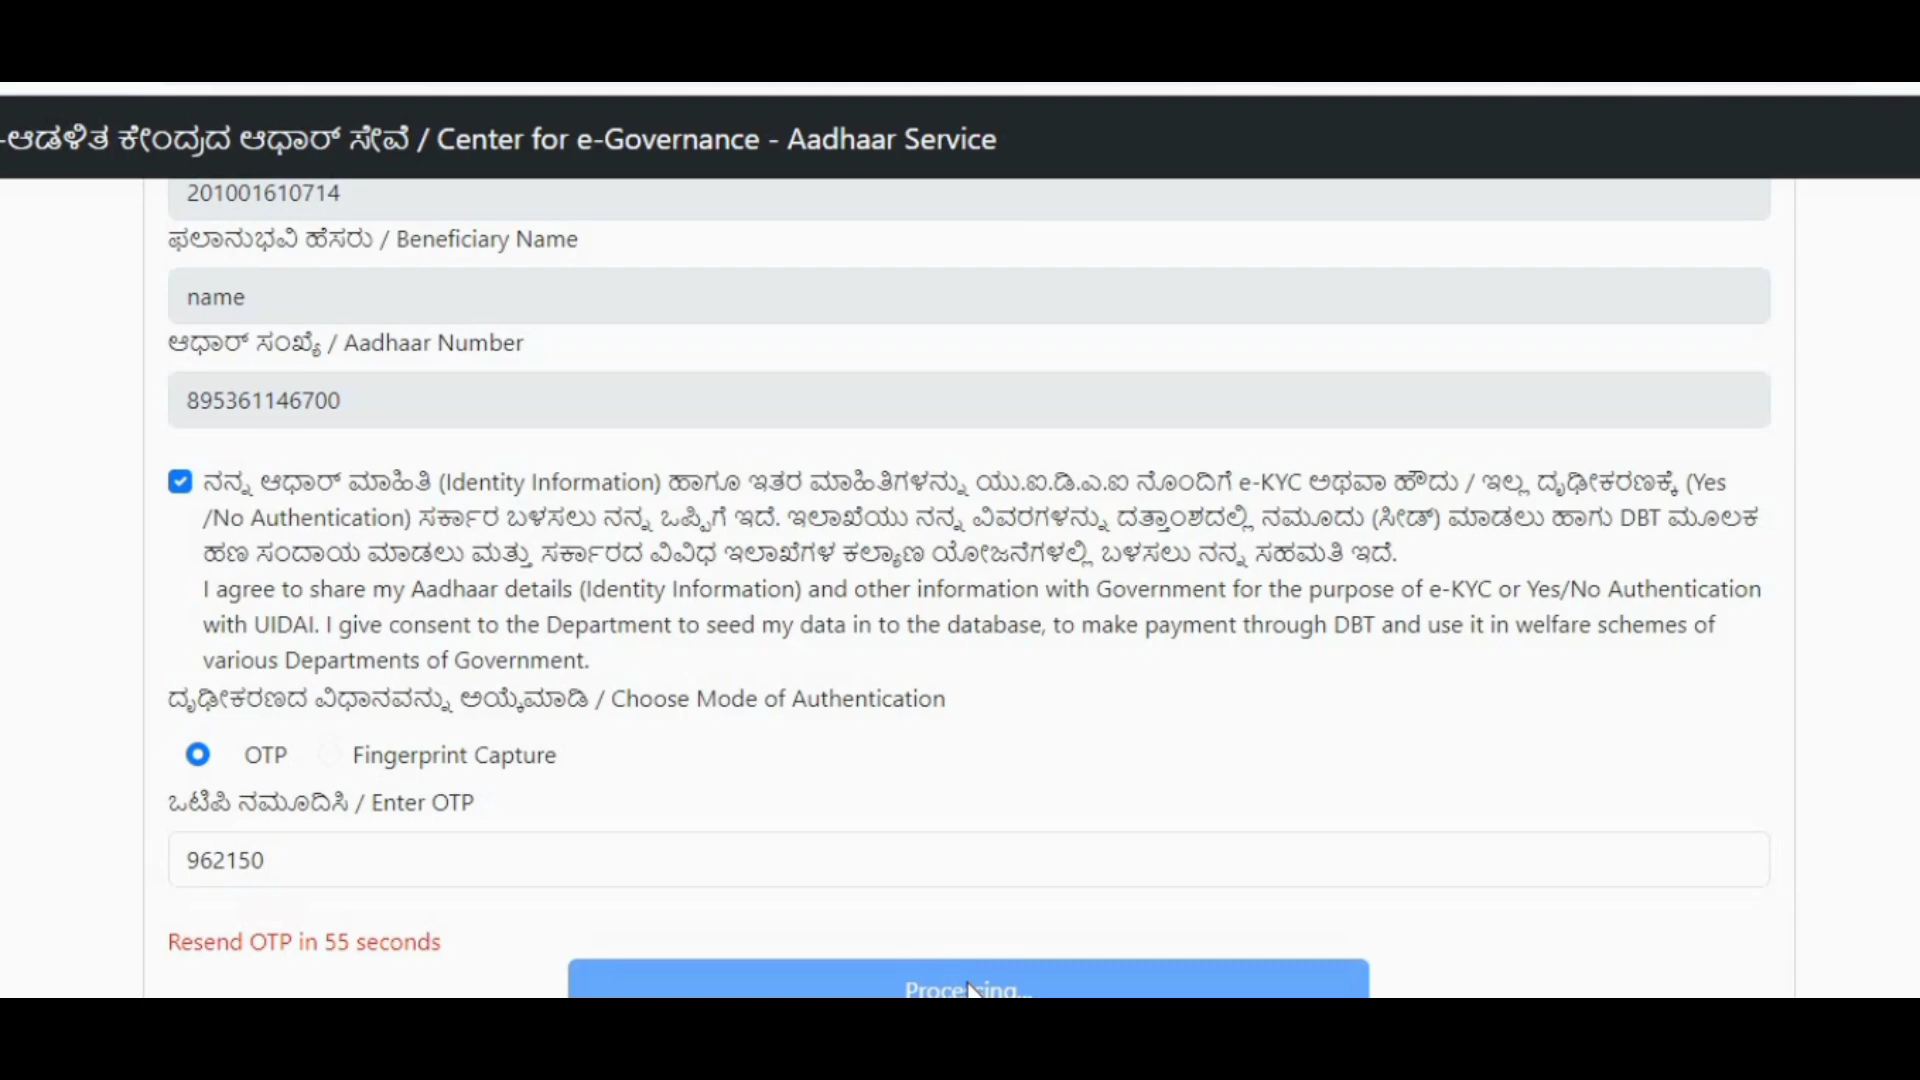 -ಆಡಳಿತ ಕೇಂದ್ರದ ಆಧಾರ್ ಸೇವೆ / Center for e-Governance - Aadhaar Service
201001610714
ಫಲಾನುಭವಿ ಹೆಸರು / Beneficiary Name
name
ಆಧಾರ್ ಸಂಖ್ಯೆ / Aadhaar Number
895361146700
ನನ್ನ ಆಧಾರ್ ಮಾಹಿತಿ (Identity Information) ಹಾಗೂ ಇತರ ಮಾಹಿತಿಗಳನ್ನು ಯು.ಐ.ಡಿ.ಎ.ಐ ನೊಂದಿಗೆ e-KYC ಅಥವಾ ಹೌದು / ಇಲ್ಲ ದೃಢೀಕರಣಕ್ಕೆ (Yes
/No Authentication) ಸರ್ಕಾರ ಬಳಸಲು ನನ್ನ ಒಪ್ಪಿಗೆ ಇದೆ. ಇಲಾಖೆಯು ನನ್ನ ವಿವರಗಳನ್ನು ದತ್ತಾಂಶದಲ್ಲಿ ನಮೂದು (ಸೀಡ್) ಮಾಡಲು ಹಾಗು DBT ಮೂಲಕ
ಹಣ ಸಂದಾಯ ಮಾಡಲು ಮತ್ತು ಸರ್ಕಾರದ ವಿವಿಧ ಇಲಾಖೆಗಳ ಕಲ್ಯಾಣ ಯೋಜನೆಗಳಲ್ಲಿ ಬಳಸಲು ನನ್ನ ಸಹಮತಿ ಇದೆ.
I agree to share my Aadhaar details (Identity Information) and other information with Government for the purpose of e-KYC or Yes/No Authentication
with UIDAI. I give consent to the Department to seed my data in to the database, to make payment through DBT and use it in welfare schemes of
various Departments of Government.
ದೃಢೀಕರಣದ ವಿಧಾನವನ್ನು ಅಯ್ಕೆಮಾಡಿ / Choose Mode of Authentication
OTP Fingerprint Capture
ಒಟಿಪಿ ನಮೂದಿಸಿ / Enter OTP
962150
Resend OTP in 55 seconds
Processing...